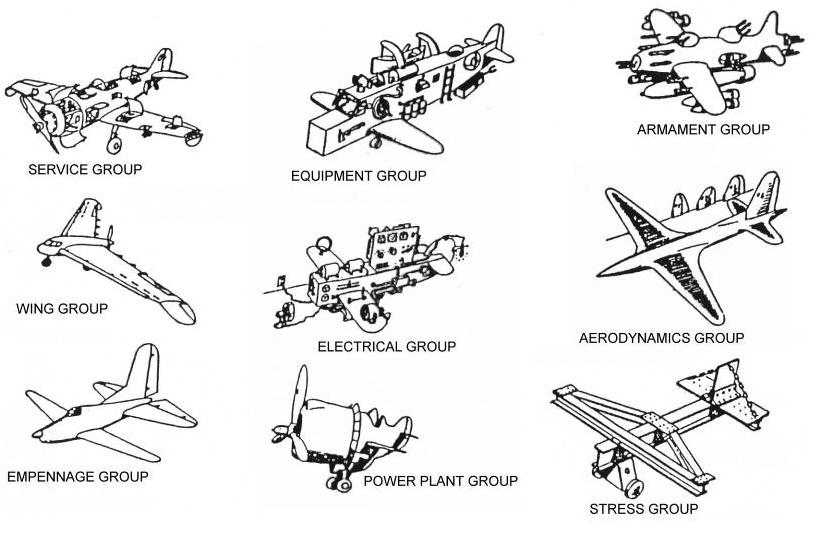 SERVICE GROUP
EQUIPMENT GROUP
ARMAMENT GROUP
WING GROUP
ELECTRICAL GROUP
AERODYNAMICS GROUP
EMPENNAGE GROUP
POWER PLANT GROUP
STRESS GROUP